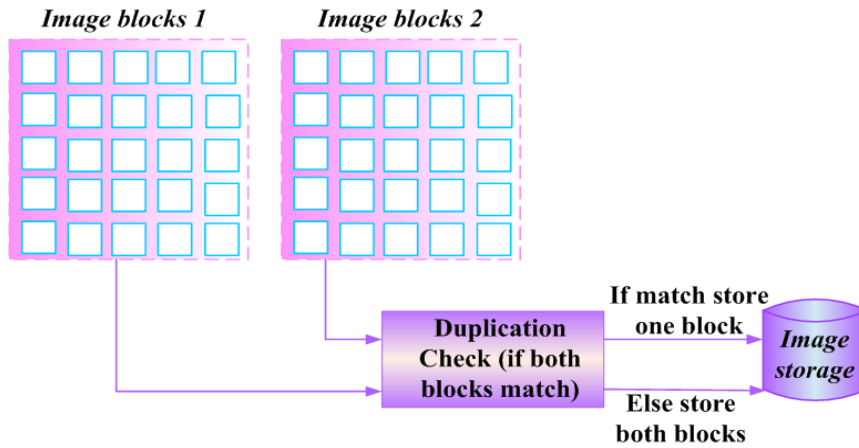 Image blocks 1
Image blocks 2
Duplication
Check (if both
blocks match)
If match store
one block
Else store
both blocks
Image
storage